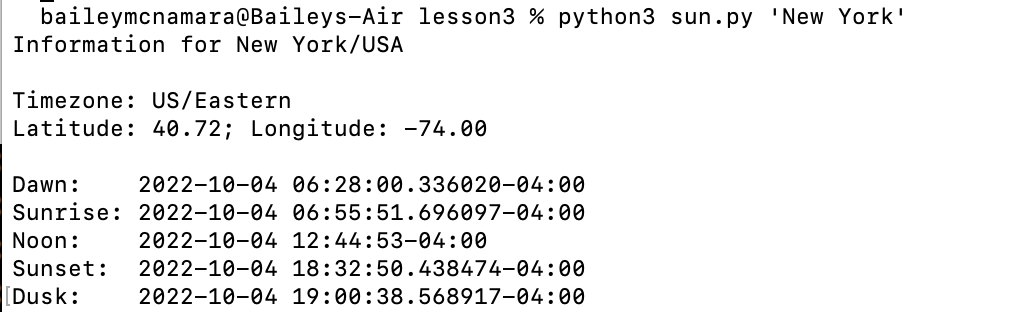 baileymcnamara@Baileys-Air lesson3 % python3 sun.py 'New York'
Information for New York/USA
Timezone: US/Eastern
Latitude: 40.72; Longitude: -74.00
Dawn:    2022-10-04 06:28:00.336020-04:00
Sunrise: 2022-10-04 06:55:51.696097-04:00
Noon:    2022-10-04 12:44:53-04:00
Sunset:  2022-10-04 18:32:50.438474-04:00
[Dusk:    2022-10-04 19:00:38.568917-04:00